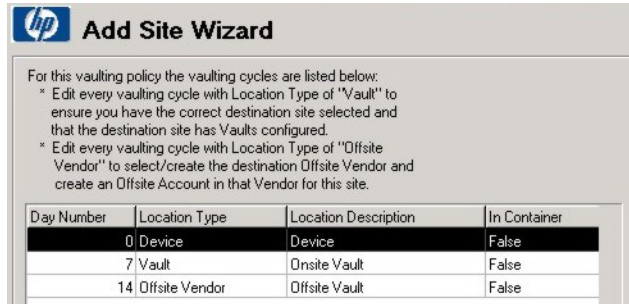 hp
Add Site Wizard
For this vaulting policy the vaulting cycles are listed below:
* Edit every vaulting cycle with Location Type of "Vault" to
ensure you have the correct destination site selected and
that the destination site has Vaults configured.
* Edit every vaulting cycle with Location Type of "Offsite
Vendor" to select/create the destination Offsite Vendor and
create an Offsite Account in that Vendor for this site.
Day Number Location Type Location Description In Container
0 Device Device False
7 Vault Onsite Vault False
14 Offsite Vendor Offsite Vault False